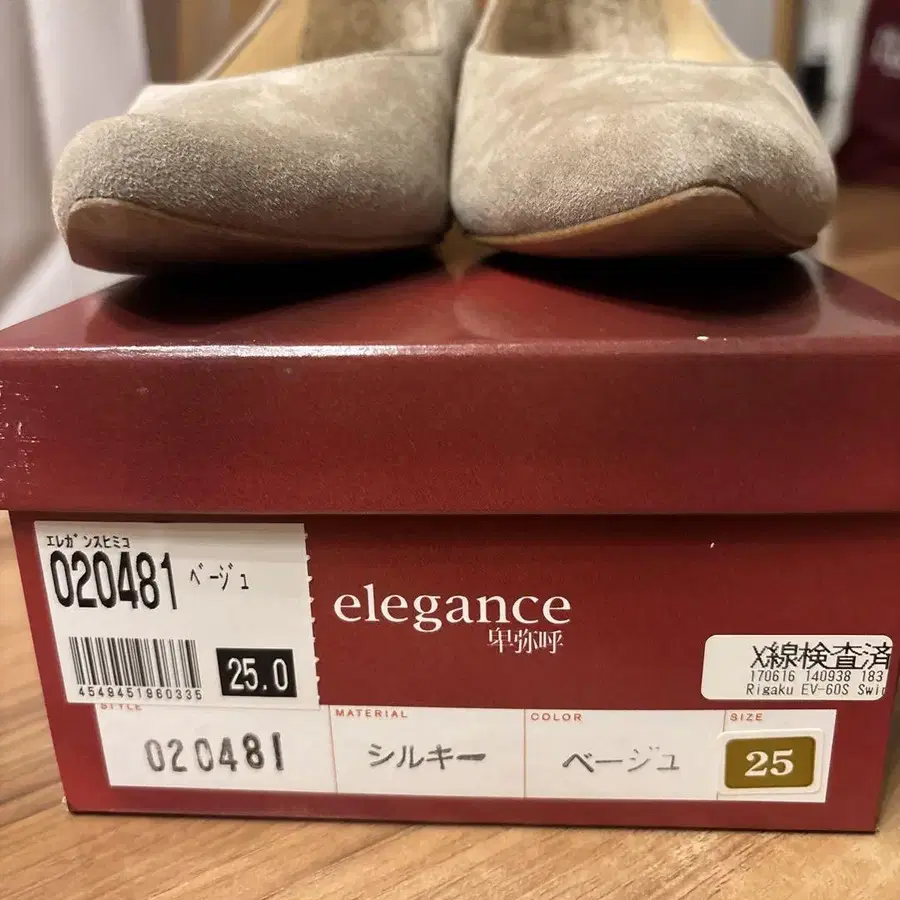 エレガンスヒミコ
020481 ベージュ
25.0
4549451960335
elegance
卑弥呼
X線検査済
170616 140938 183
Rigaku EV-60S Swi
STYLE MATERIAL COLOR SIZE
020481 シルキー ベージュ 25